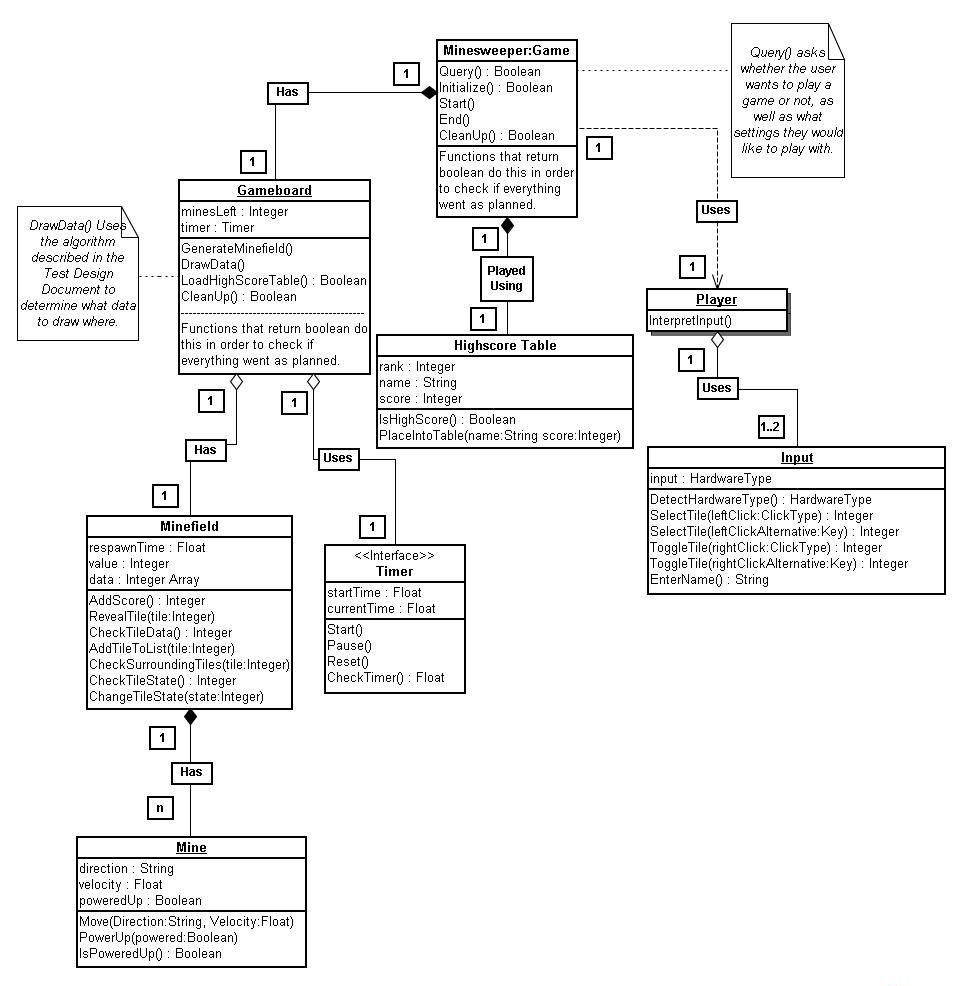 Minesweeper:Game
Query() : Boolean
Initialize() : Boolean
Start()
End()
CleanUp() : Boolean
Functions that return
boolean do this in order
to check if everything
went as planned.
Query() asks
whether the user
wants to play a
game or not, as
well as what
settings they would
like to play with.
1
Has
1
1
Uses
1
Gameboard
minesLeft : Integer
timer : Timer
GenerateMinefield()
DrawData()
LoadHighScoreTable() : Boolean
CleanUp() : Boolean
Functions that return boolean do
this in order to check if
everything went as planned.
DrawData() Uses
the algorithm
described in the
Test Design
Document to
determine what data
to draw where.
1
Played
Using
1
Highscore Table
rank : Integer
name : String
score : Integer
IsHighScore() : Boolean
PlaceIntoTable(name:String score:Integer)
Player
InterpretInput()
1
Uses
1..2
Input
input : HardwareType
DetectHardwareType() : HardwareType
SelectTile(leftClick:ClickType) : Integer
SelectTile(leftClickAlternative:Key) : Integer
ToggleTile(rightClick:ClickType) : Integer
ToggleTile(rightClickAlternative:Key) : Integer
EnterName() : String
1
Has
1
1
Uses
1
Minefield
respawnTime : Float
value : Integer
data : Integer Array
AddScore() : Integer
RevealTile(tile:Integer)
CheckTileData() : Integer
AddTileToList(tile:Integer)
CheckSurroundingTiles(tile:Integer)
CheckTileState() : Integer
ChangeTileState(state:Integer)
<<Interface>>
Timer
startTime : Float
currentTime : Float
Start()
Pause()
Reset()
CheckTimer() : Float
1
Has
n
Mine
direction : String
velocity : Float
poweredUp : Boolean
Move(Direction:String, Velocity:Float)
PowerUp(powered:Boolean)
IsPoweredUp() : Boolean